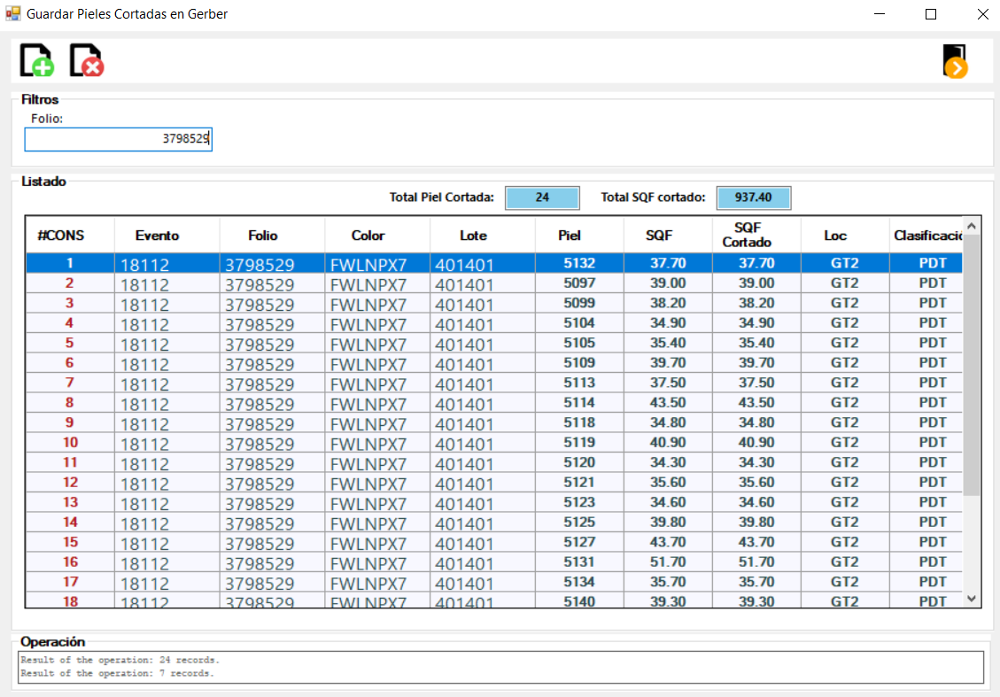 Guardar Pieles Cortadas en Gerber
Filtros
Folio:
3798529
Listado
Total Piel Cortada: 24 Total SQF cortado: 937.40
#CONS Evento Folio Color Lote Piel SQF SQF Cortado Loc Clasificació
1 18112 3798529 FWLNPX7 401401 5132 37.70 37.70 GT2 PDT
2 18112 3798529 FWLNPX7 401401 5097 39.00 39.00 GT2 PDT
3 18112 3798529 FWLNPX7 401401 5099 38.20 38.20 GT2 PDT
4 18112 3798529 FWLNPX7 401401 5104 34.90 34.90 GT2 PDT
5 18112 3798529 FWLNPX7 401401 5105 35.40 35.40 GT2 PDT
6 18112 3798529 FWLNPX7 401401 5109 39.70 39.70 GT2 PDT
7 18112 3798529 FWLNPX7 401401 5113 37.50 37.50 GT2 PDT
8 18112 3798529 FWLNPX7 401401 5114 43.50 43.50 GT2 PDT
9 18112 3798529 FWLNPX7 401401 5118 34.80 34.80 GT2 PDT
10 18112 3798529 FWLNPX7 401401 5119 40.90 40.90 GT2 PDT
11 18112 3798529 FWLNPX7 401401 5120 34.30 34.30 GT2 PDT
12 18112 3798529 FWLNPX7 401401 5121 35.60 35.60 GT2 PDT
13 18112 3798529 FWLNPX7 401401 5123 34.60 34.60 GT2 PDT
14 18112 3798529 FWLNPX7 401401 5125 39.80 39.80 GT2 PDT
15 18112 3798529 FWLNPX7 401401 5127 43.70 43.70 GT2 PDT
16 18112 3798529 FWLNPX7 401401 5131 51.70 51.70 GT2 PDT
17 18112 3798529 FWLNPX7 401401 5134 35.70 35.70 GT2 PDT
18 18112 3798529 FWLNPX7 401401 5140 39.30 39.30 GT2 PDT
Operación
Result of the operation: 24 records.
Result of the operation: 7 records.